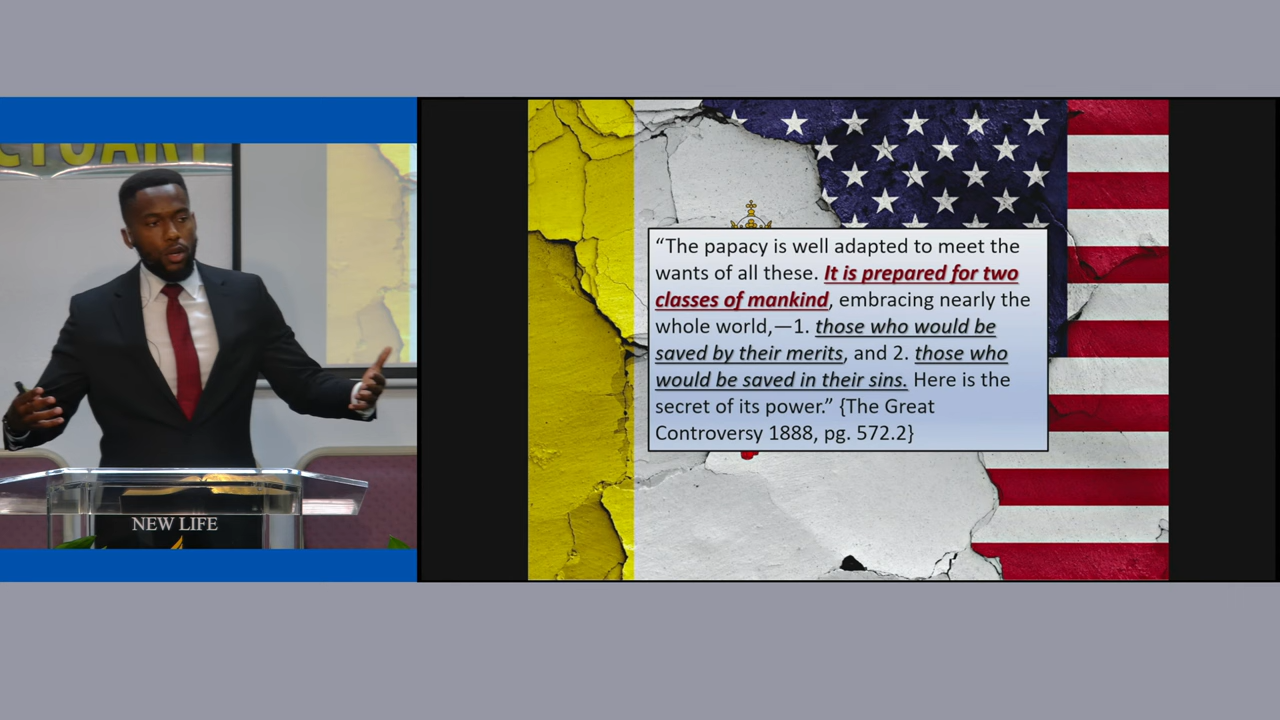 NEW LIFE
“The papacy is well adapted to meet the
wants of all these. It is prepared for two
classes of mankind, embracing nearly the
whole world,—1. those who would be
saved by their merits, and 2. those who
would be saved in their sins. Here is the
secret of its power.” {The Great
Controversy 1888, pg. 572.2}